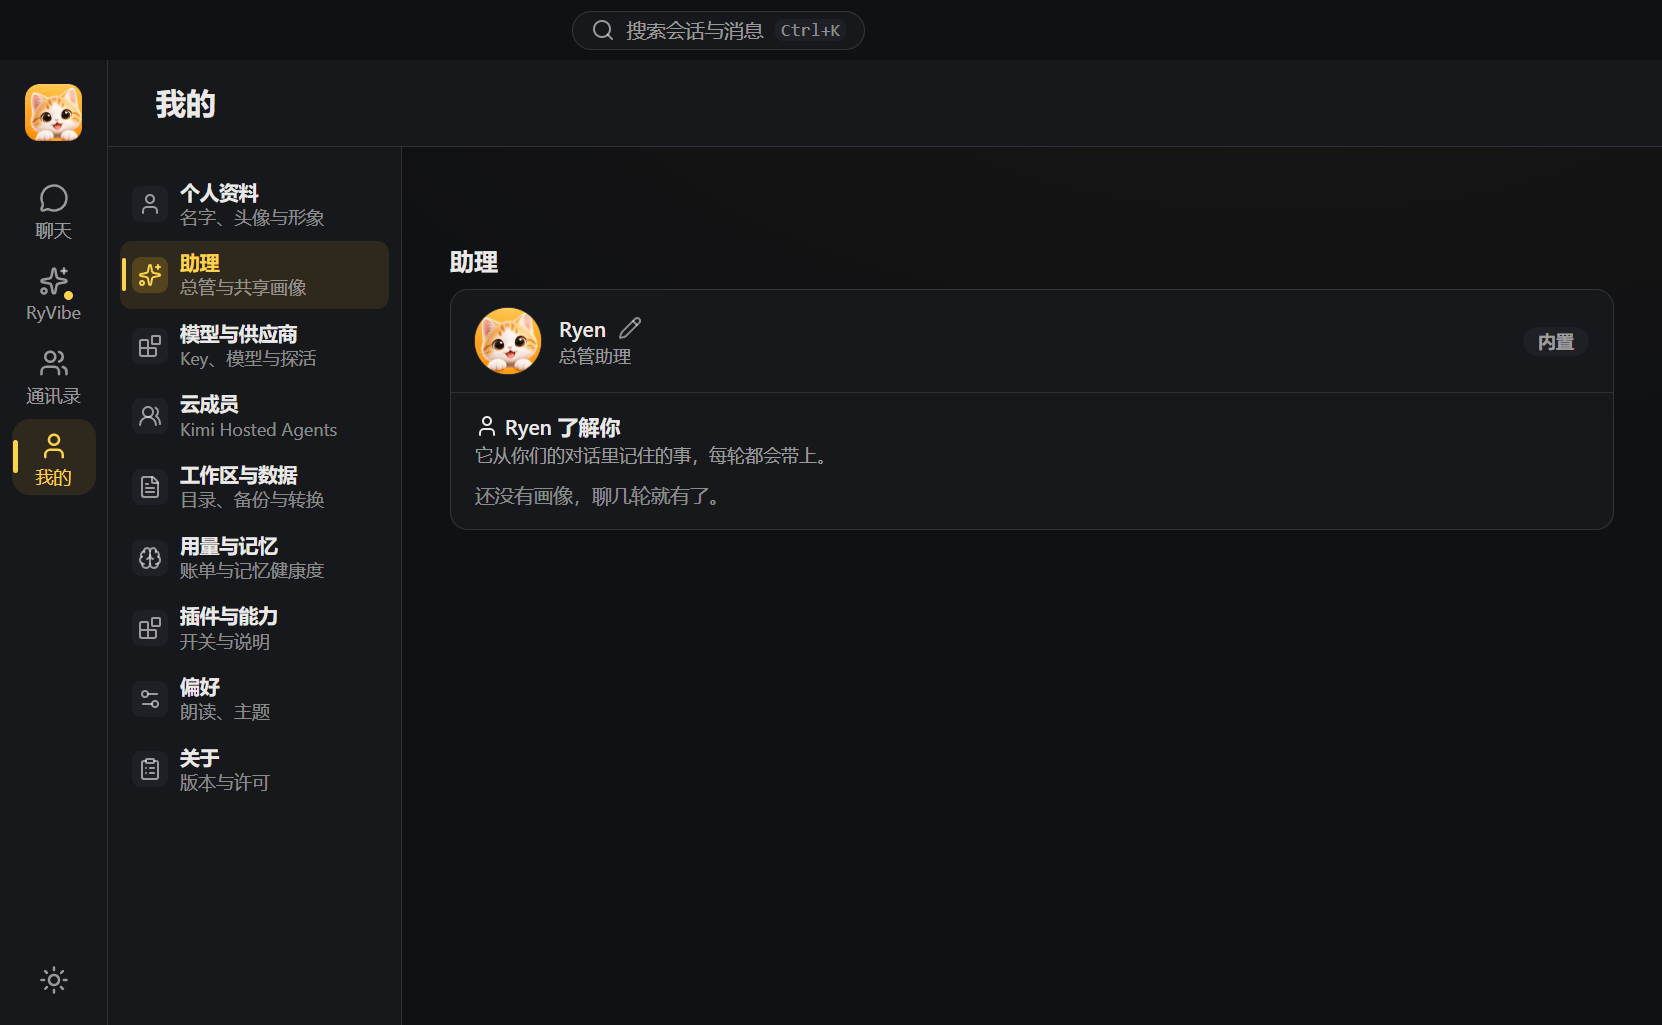 搜索会话与消息 Ctrl+K
我的
聊天
RyVibe
通讯录
我的
个人资料
名字、头像与形象
助理
总管与共享画像
模型与供应商
Key、模型与探活
云成员
Kimi Hosted Agents
工作区与数据
目录、备份与转换
用量与记忆
账单与记忆健康度
插件与能力
开关与说明
偏好
朗读、主题
关于
版本与许可
助理
Ryen
总管助理
内置
Ryen 了解你
它从你们的对话里记住的事，每轮都会带上。
还没有画像，聊几轮就有了。